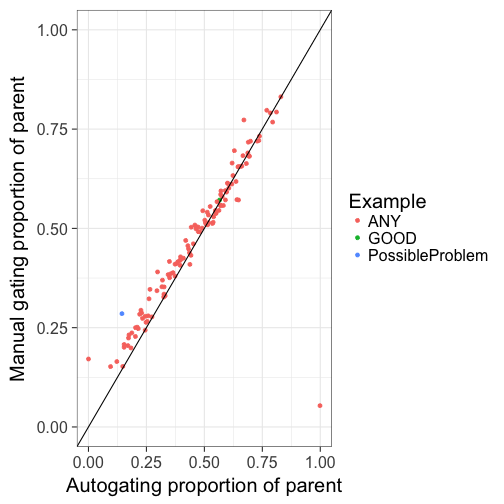 Manual gating proportion of parent
1.00
0.75
0.50
0.25
0.00
0.00 0.25 0.50 0.75 1.00
Autogating proportion of parent
Example
ANY
GOOD
PossibleProblem